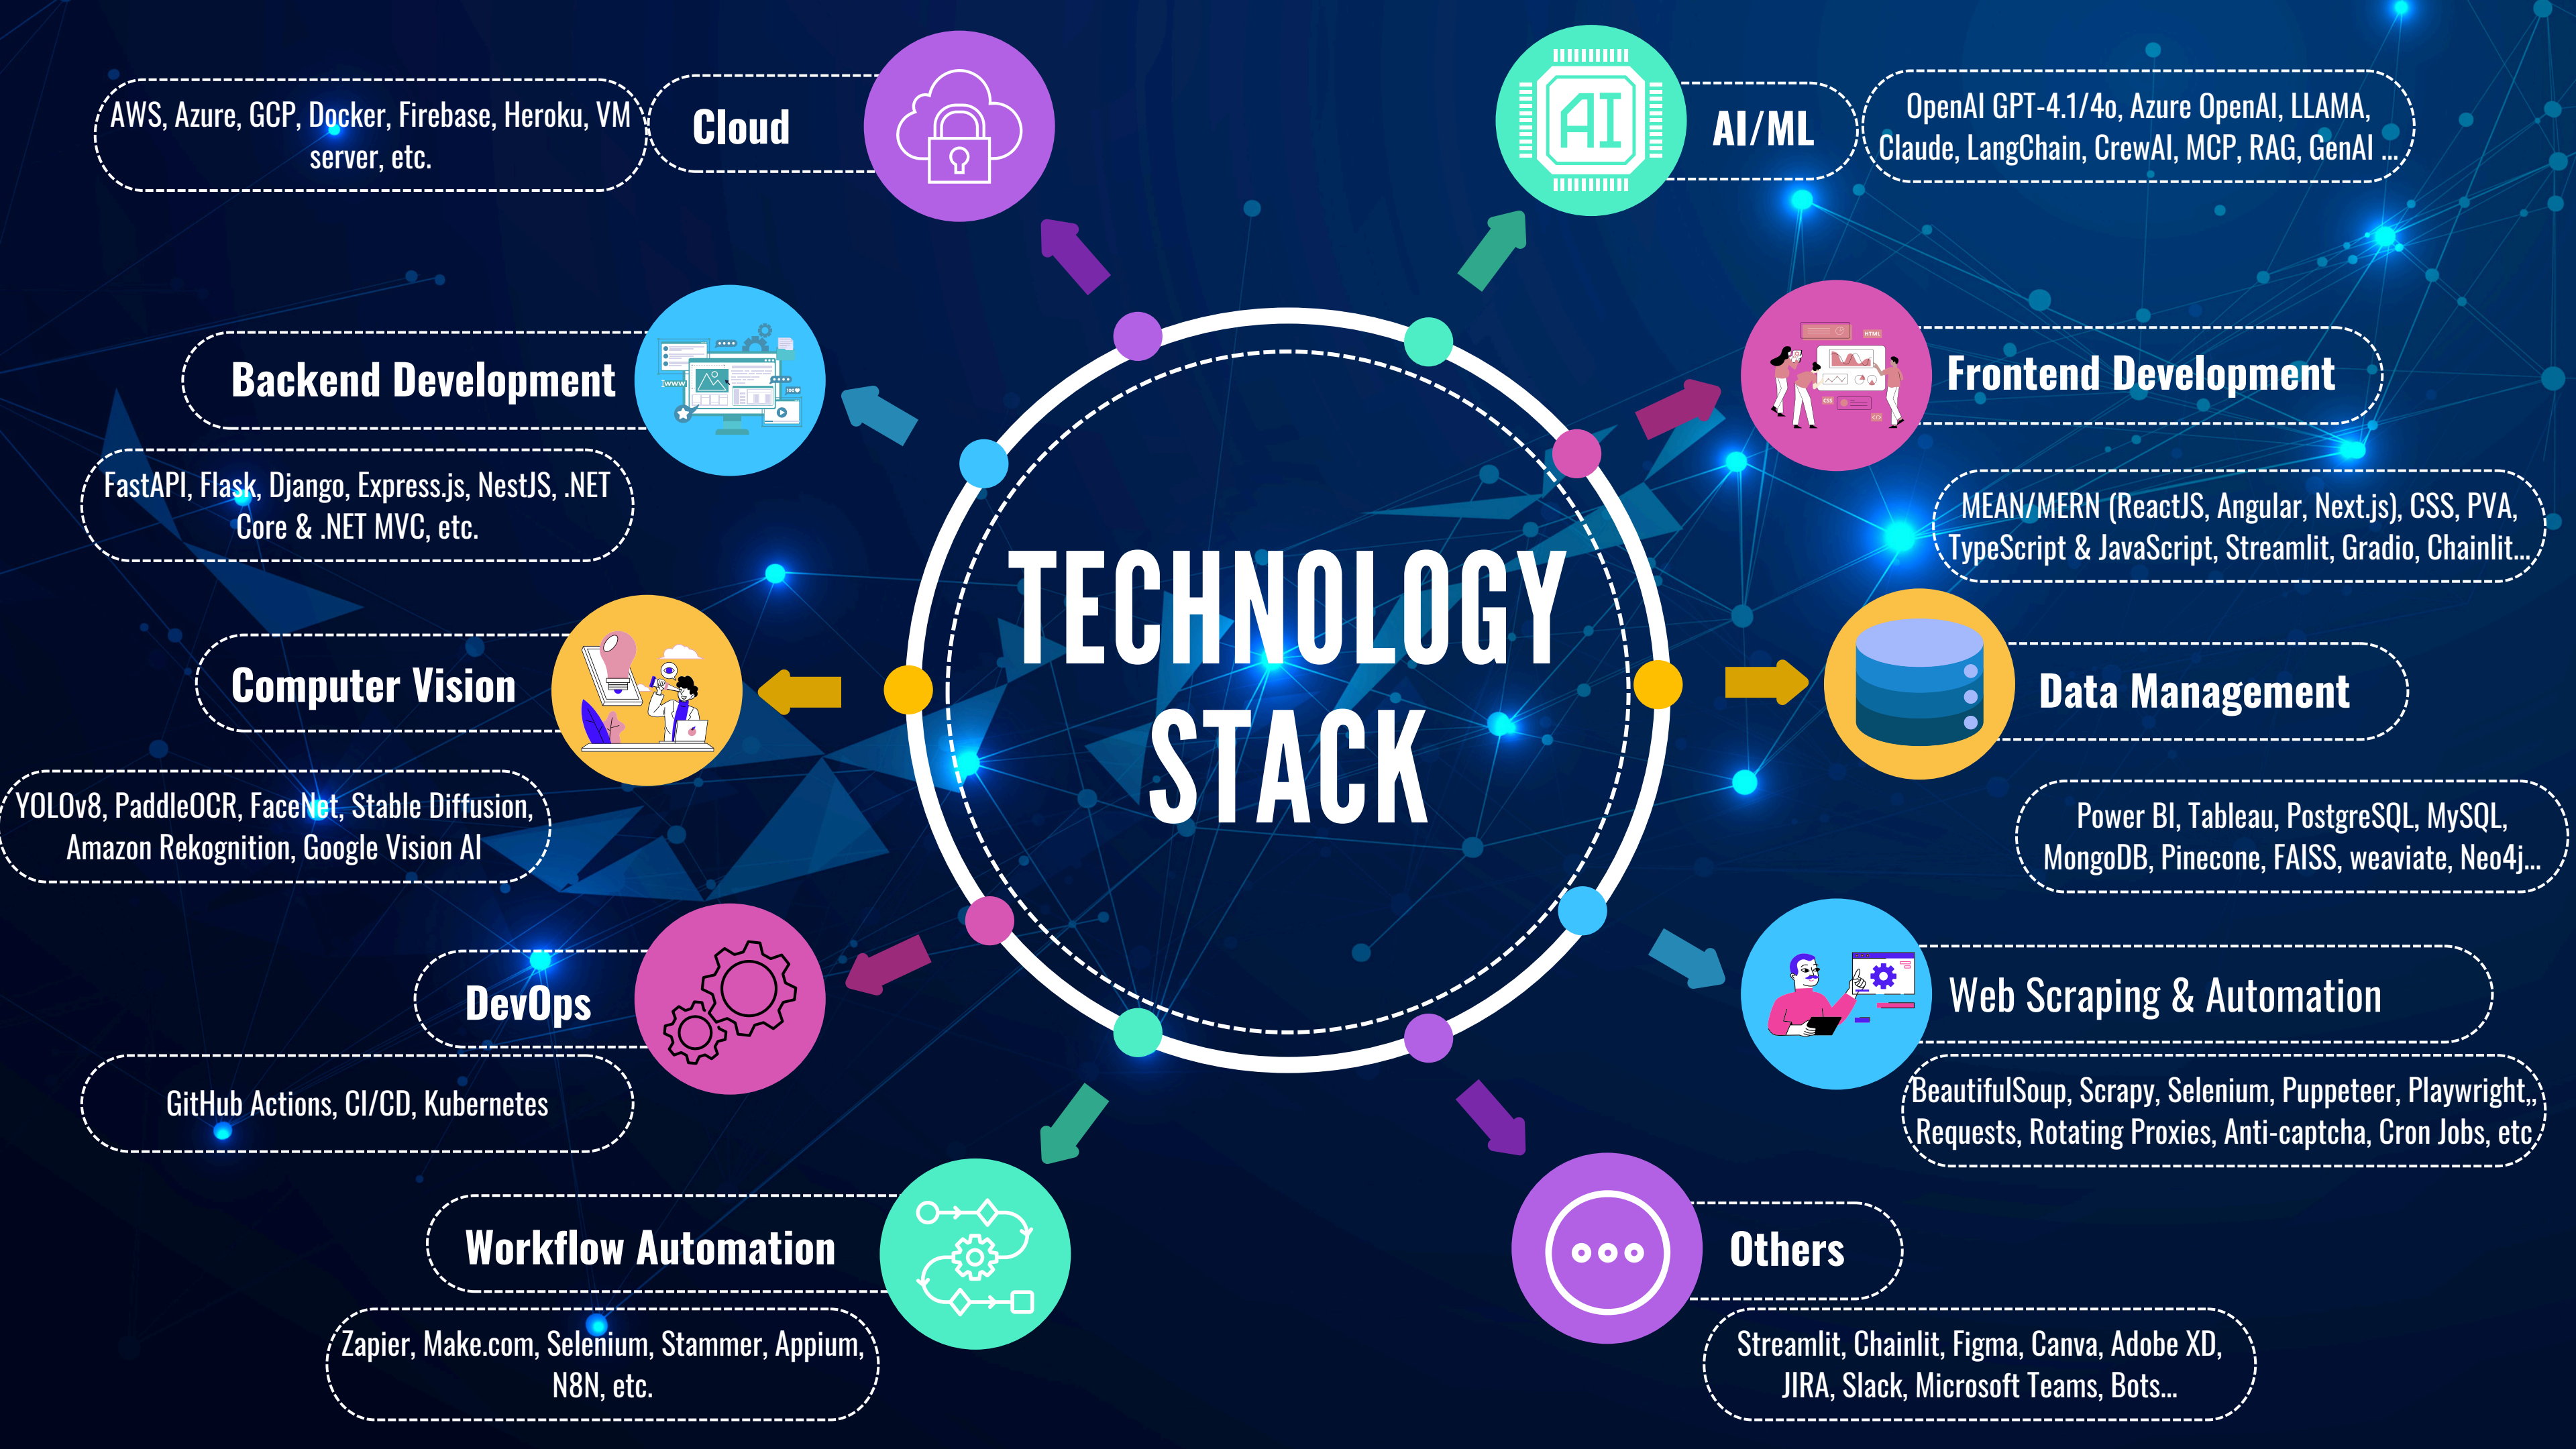 TECHNOLOGY
STACK
Cloud
AWS, Azure, GCP, Docker, Firebase, Heroku, VM
server, etc.
AI/ML
OpenAI GPT-4.1/4o, Azure OpenAI, LLAMA,
Claude, LangChain, CrewAI, MCP, RAG, GenAI ...
Backend Development
WWW
FastAPI, Flask, Django, Express.js, NestJS, .NET
Core & .NET MVC, etc.
Frontend Development
HTML
CSS
</>
MEAN/MERN (ReactJS, Angular, Next.js), CSS, PVA,
TypeScript & JavaScript, Streamlit, Gradio, Chainlit...
Computer Vision
YOLOv8, PaddleOCR, FaceNet, Stable Diffusion,
Amazon Rekognition, Google Vision AI
Data Management
Power BI, Tableau, PostgreSQL, MySQL,
MongoDB, Pinecone, FAISS, weaviate, Neo4j...
DevOps
GitHub Actions, CI/CD, Kubernetes
Web Scraping & Automation
BeautifulSoup, Scrapy, Selenium, Puppeteer, Playwright,,
Requests, Rotating Proxies, Anti-captcha, Cron Jobs, etc
Workflow Automation
Zapier, Make.com, Selenium, Stammer, Appium,
N8N, etc.
Others
Streamlit, Chainlit, Figma, Canva, Adobe XD,
JIRA, Slack, Microsoft Teams, Bots...
AI